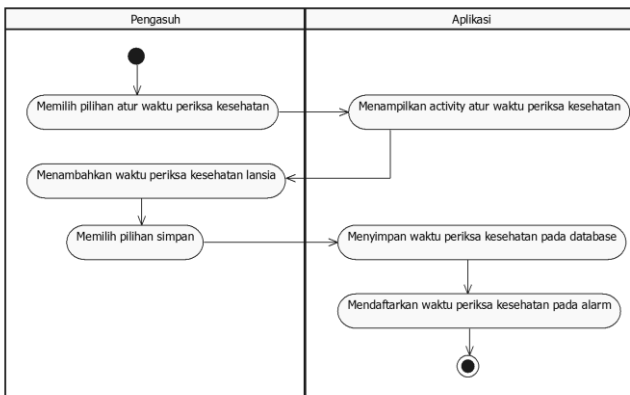 Pengasuh
Aplikasi
Memilih pilihan atur waktu periksa kesehatan
Menampilkan activity atur waktu periksa kesehatan
Menambahkan waktu periksa kesehatan lansia
Memilih pilihan simpan
Menyimpan waktu periksa kesehatan pada database
Mendaftarkan waktu periksa kesehatan pada alarm